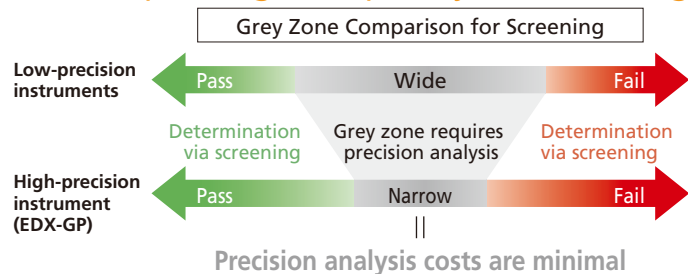 Grey Zone Comparison for Screening
Low-precision
instruments
Pass
Wide
Fail
Determination
via screening
Grey zone requires
precision analysis
Determination
via screening
High-precision
instrument
(EDX-GP)
Pass
Narrow
Fail
||
Precision analysis costs are minimal